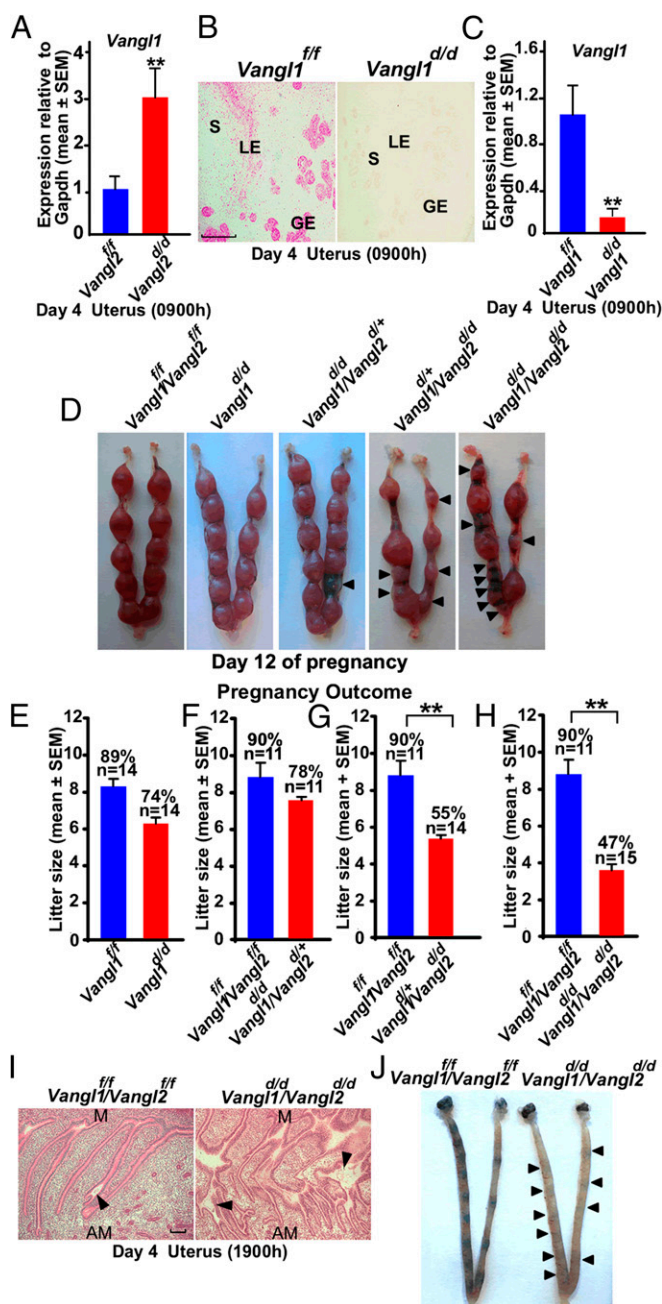 A
Vangl1
Expression relative to
Gapdh (mean ± SEM)
4
3
2
1
0
**
f/f
Vangl2
d/d
Vangl2
Day 4 Uterus (0900h)
B
f/f
Vangl1
d/d
Vangl1
S
LE
GE
LE
S
GE
Day 4 Uterus (0900h)
C
Vangl1
Expression relative to
Gapdh (mean ± SEM)
1.6
1.2
0.8
0.4
0
**
f/f
Vangl1
d/d
Vangl1
Day 4 Uterus (0900h)
D
f/f f/f
Vangl1/Vangl2
d/d
Vangl1
d/d d/+
Vangl1/Vangl2
d/+ d/d
Vangl1/Vangl2
d/d d/d
Vangl1/Vangl2
Day 12 of pregnancy
Pregnancy Outcome
E
Litter size (mean ± SEM)
12
10
8
6
4
2
0
89%
n=14
74%
n=14
f/f
Vangl1
d/d
Vangl1
F
Litter size (mean ± SEM)
12
10
8
6
4
2
0
90%
n=11
78%
n=11
f/f f/f
Vangl1/Vangl2
d/d d/+
Vangl1/Vangl2
G
Litter size (mean + SEM)
12
10
8
6
4
2
0
**
90%
n=11
55%
n=14
f/f f/f
Vangl1/Vangl2
d/+ d/d
Vangl1/Vangl2
H
Litter size (mean + SEM)
12
10
8
6
4
2
0
**
90%
n=11
47%
n=15
f/f f/f
Vangl1/Vangl2
d/d d/d
Vangl1/Vangl2
I
f/f f/f
Vangl1/Vangl2
d/d d/d
Vangl1/Vangl2
M
AM
M
AM
Day 4 Uterus (1900h)
J
f/f f/f
Vangl1/Vangl2
d/d d/d
Vangl1/Vangl2